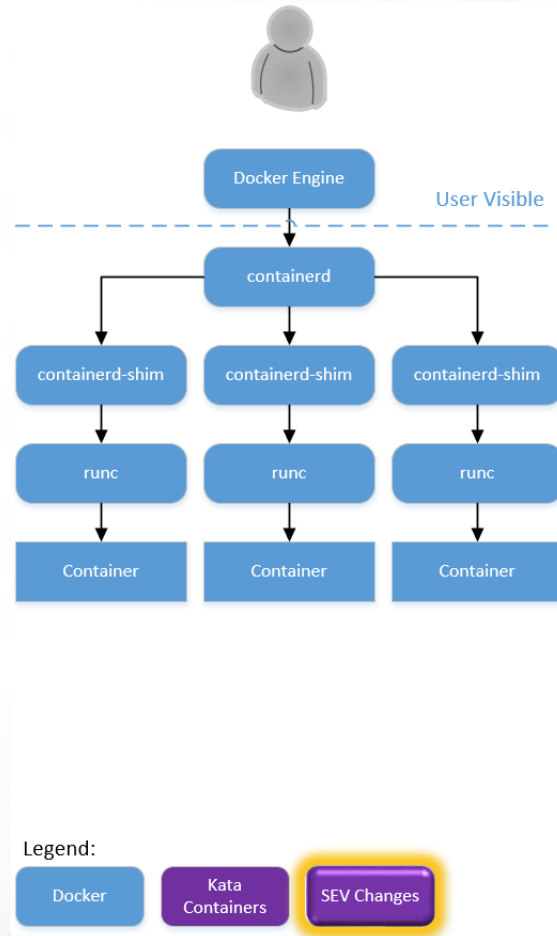 Docker Engine
User Visible
containerd
containerd-shim
containerd-shim
containerd-shim
runc
runc
runc
Container
Container
Container
Legend:
Docker
Kata
Containers
SEV Changes